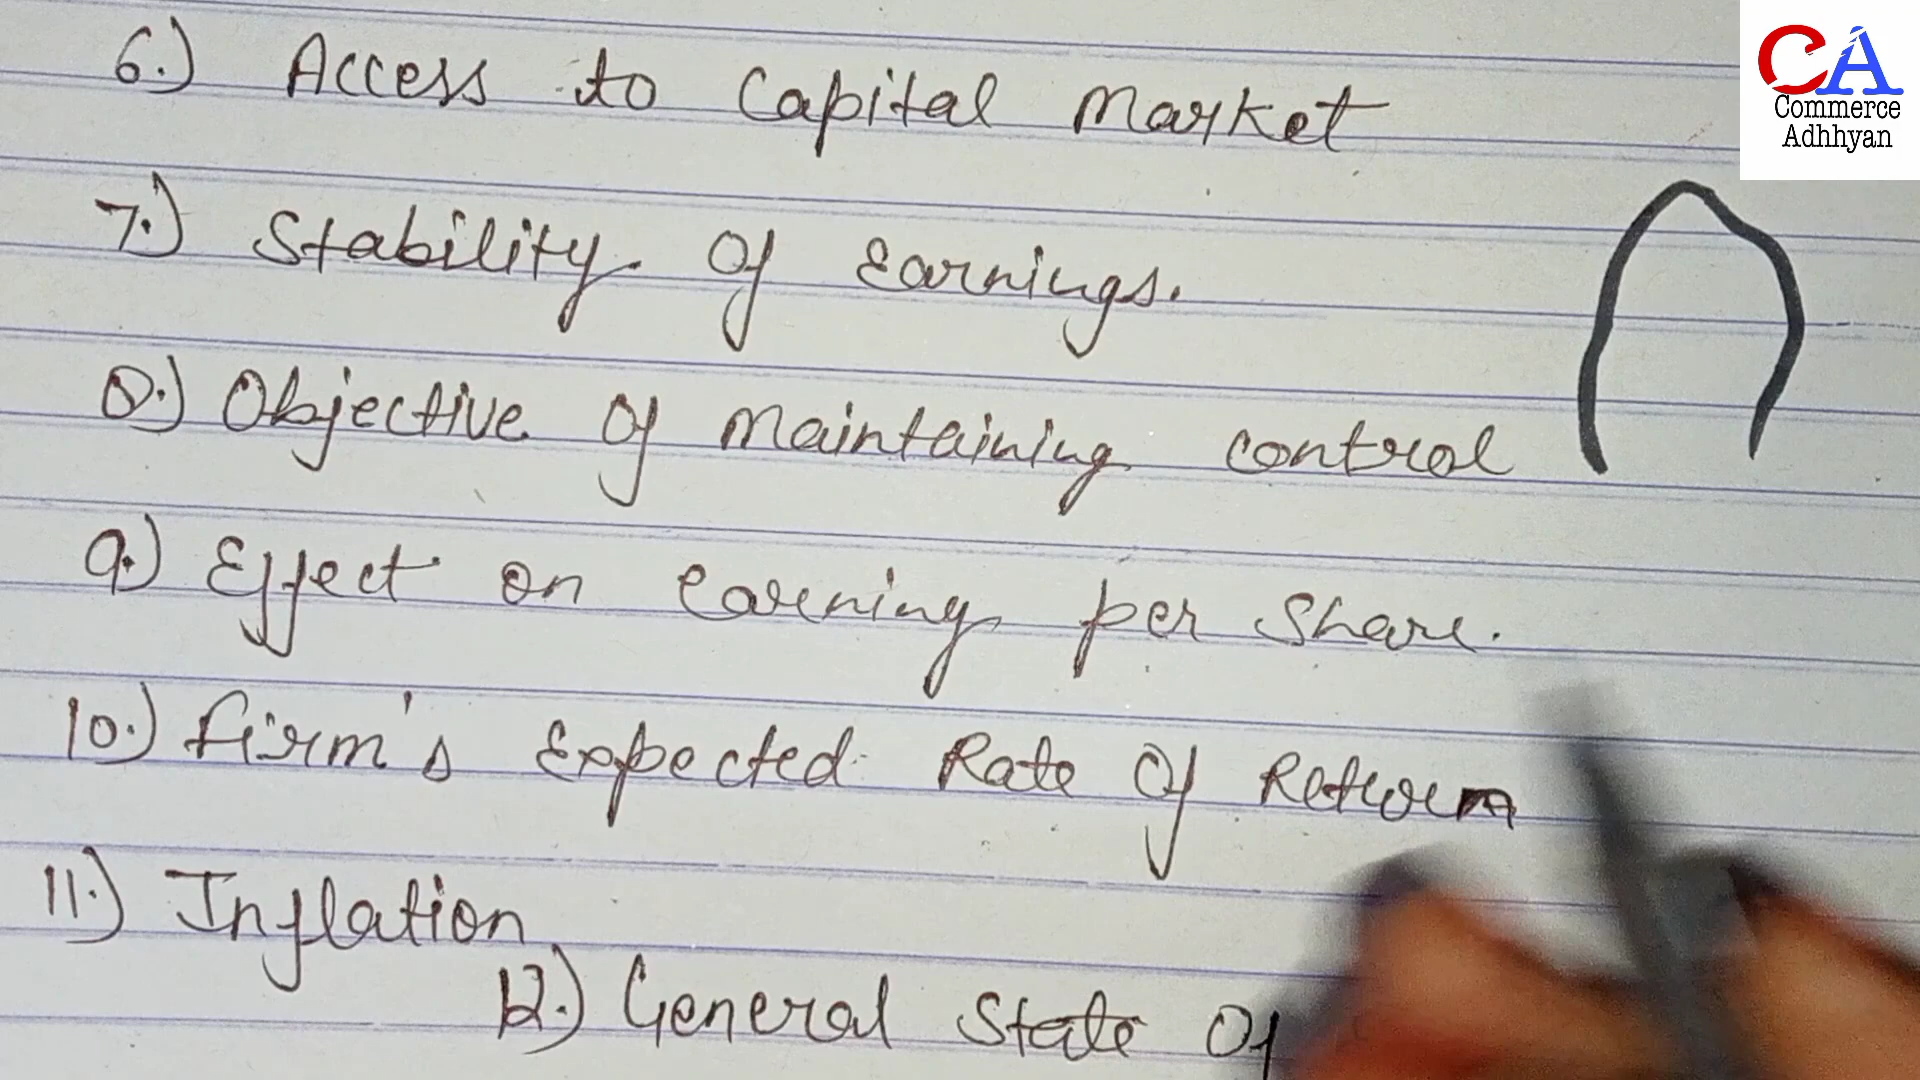 6.) Access to Capital Market
7.) Stability Of Earnings.
8.) Objective Of Maintaining control
9.) Effect on earning per Share.
10.) Firm's Expected Rate Of Return
11.) Inflation
12.) General State Of
CA
Commerce
Adhhyan